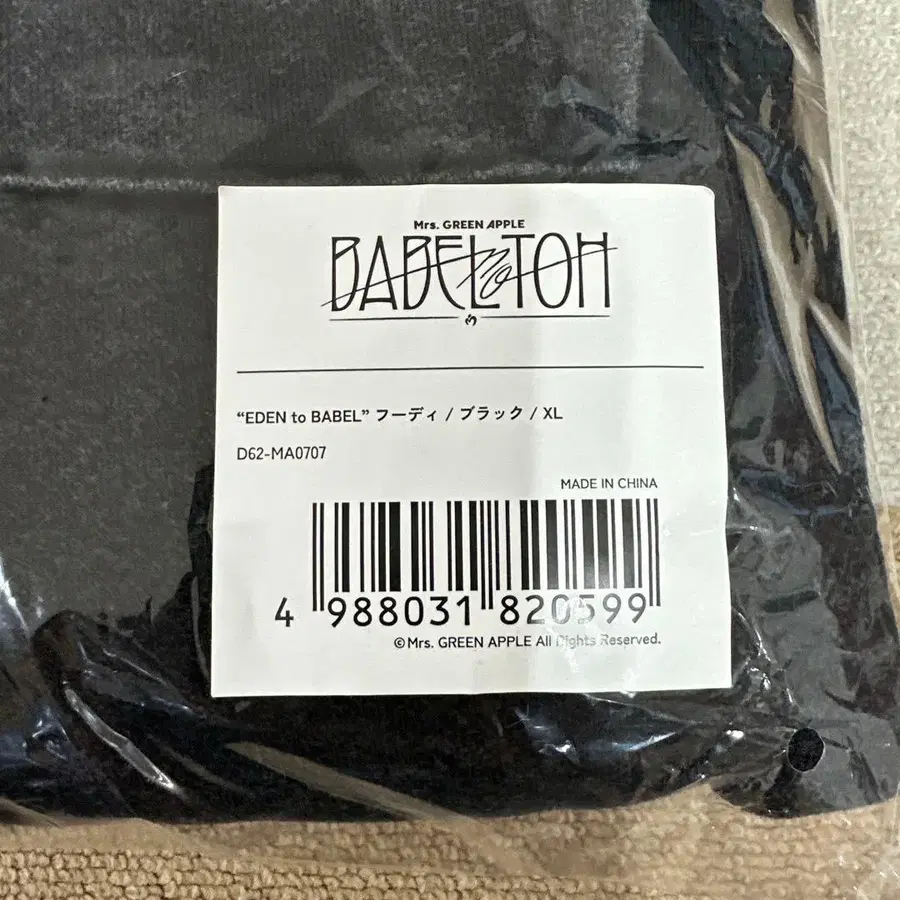 Mrs. GREEN APPLE
BABEL no TOH
“EDEN to BABEL” フーディ / ブラック / XL
D62-MA0707
MADE IN CHINA
4 988031 820599
©Mrs. GREEN APPLE All Rights Reserved.